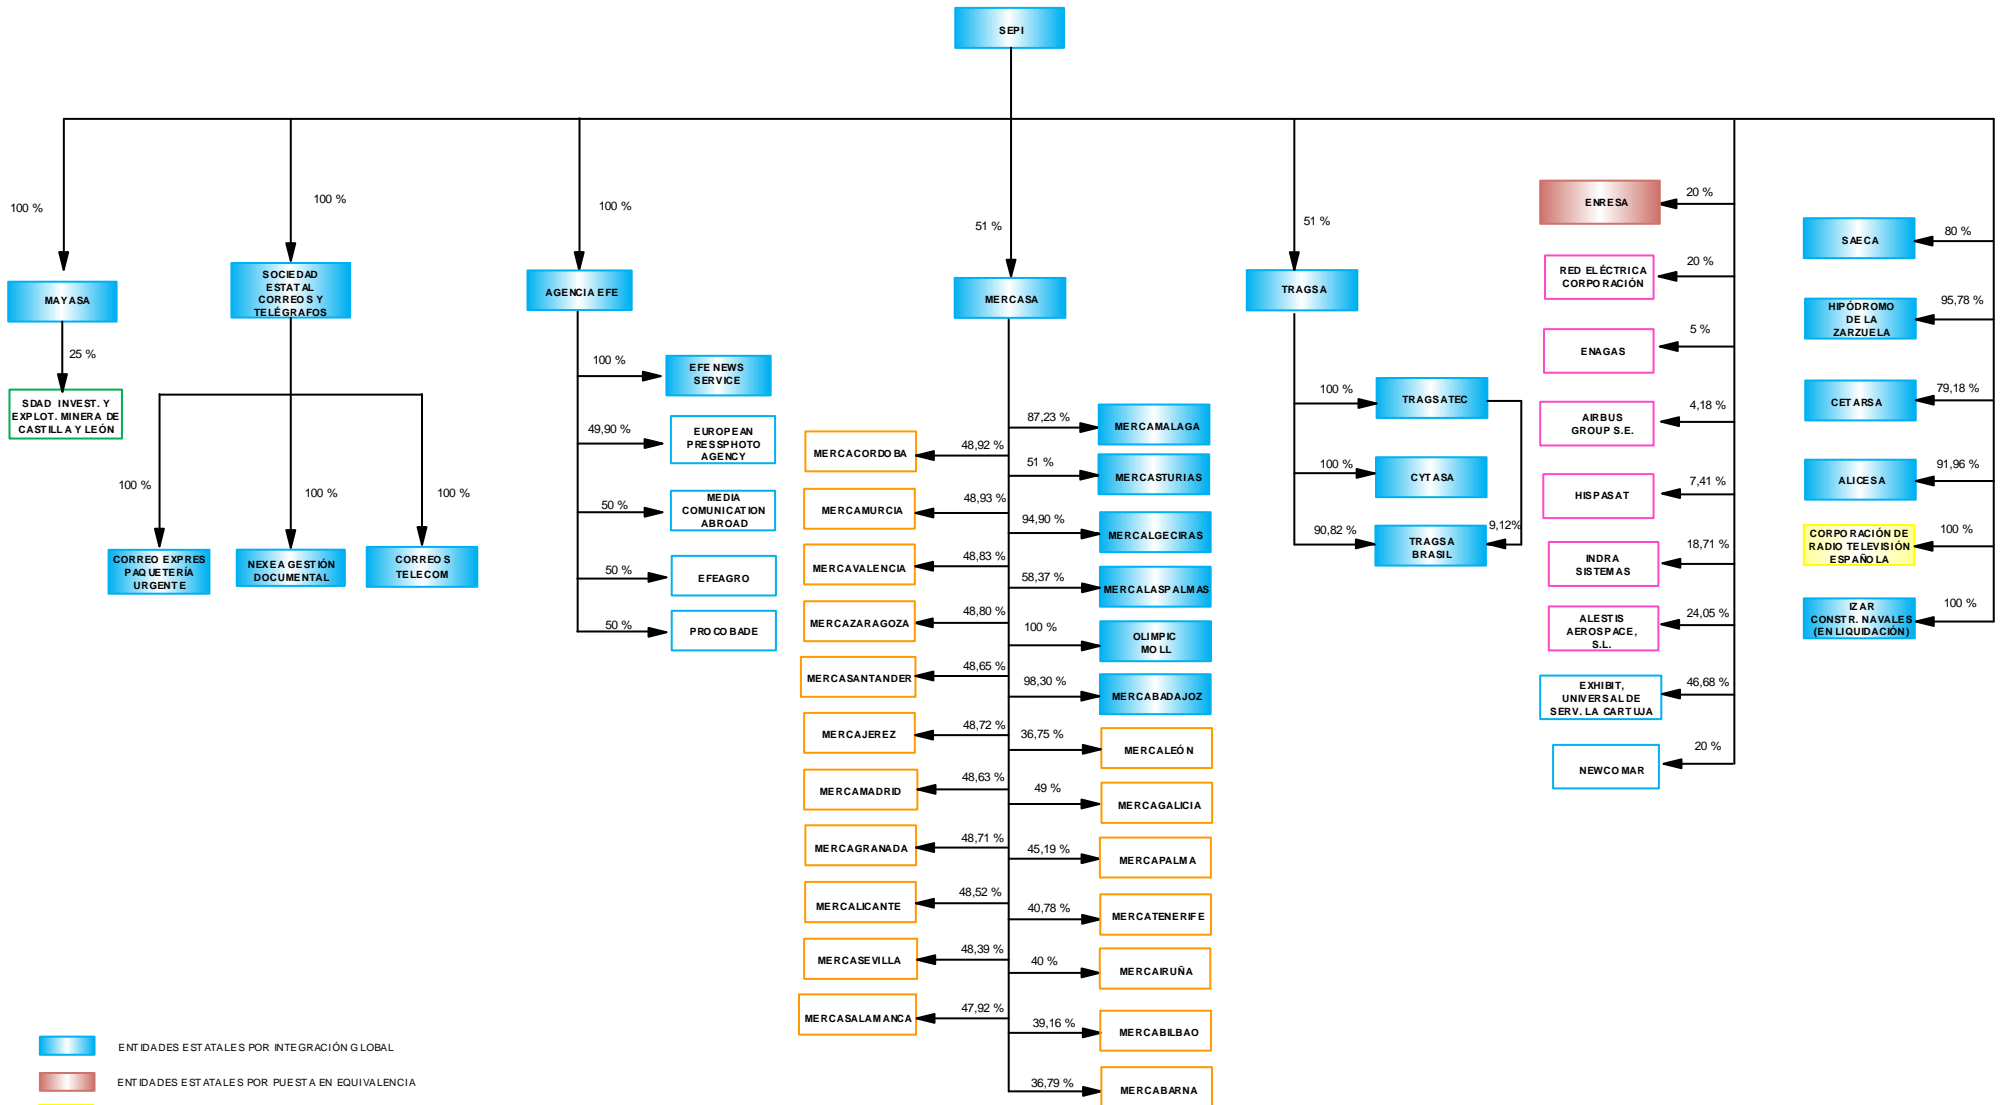 SEPI
100 %
100 %
100 %
51 %
51 %
MAYASA
25 %
SDAD INVEST. Y
EXPLOT. MINERA DE
CASTILLA Y LEÓN
SOCIEDAD
ESTATAL
CORREOS Y
TELÉGRAFOS
100 %
100 %
100 %
CORREO EXPRES
PAQUETERÍA
URGENTE
NEXEA GESTIÓN
DOCUMENTAL
CORREOS
TELECOM
AGENCIA EFE
100 %
EFE NEWS
SERVICE
49,90 %
EUROPEAN
PRESSPHOTO
AGENCY
50 %
MEDIA
COMUNICATION
ABROAD
50 %
EFEAGRO
50 %
PROCOBADE
MERCASA
MERCACORDOBA
48,92 %
MERCAMURCIA
48,93 %
MERCAVALENCIA
48,83 %
MERCAZARAGOZA
48,80 %
MERCASANTANDER
48,65 %
MERCAJEREZ
48,72 %
MERCAMADRID
48,63 %
MERCAGRANADA
48,71 %
MERCALICANTE
48,52 %
MERCASEVILLA
48,39 %
MERCASALAMANCA
47,92 %
87,23 %
MERCAMALAGA
51 %
MERCASTURIAS
94,90 %
MERCALGECIRAS
58,37 %
MERCALASPALMAS
100 %
OLIMPIC
MOLL
98,30 %
MERCABADAJOZ
36,75 %
MERCALEÓN
49 %
MERCAGALICIA
45,19 %
MERCAPALMA
40,78 %
MERCATENERIFE
40 %
MERCAIRUÑA
39,16 %
MERCABILBAO
36,79 %
MERCABARNA
TRAGSA
100 %
TRAGSATEC
100 %
CYTASA
90,82 %
TRAGSA
BRASIL
9,12%
ENRESA
20 %
RED ELÉCTRICA
CORPORACIÓN
20 %
ENAGAS
5 %
AIRBUS
GROUP S.E.
4,18 %
HISPASAT
7,41 %
INDRA
SISTEMAS
18,71 %
ALESTIS
AEROSPACE,
S.L.
24,05 %
EXHIBIT,
UNIVERSAL DE
SERV. LA CARTUJA
46,68 %
NEWCOMAR
20 %
SAECA
80 %
HIPÓDROMO
DE LA
ZARZUELA
95,78 %
CETARSA
79,18 %
ALICESA
91,96 %
CORPORACIÓN DE
RADIO TELEVISIÓN
ESPAÑOLA
100 %
IZAR
CONSTR. NAVALES
(EN LIQUIDACIÓN)
100 %
ENTIDADES ESTATALES POR INTEGRACIÓN GLOBAL
ENTIDADES ESTATALES POR PUESTA EN EQUIVALENCIA